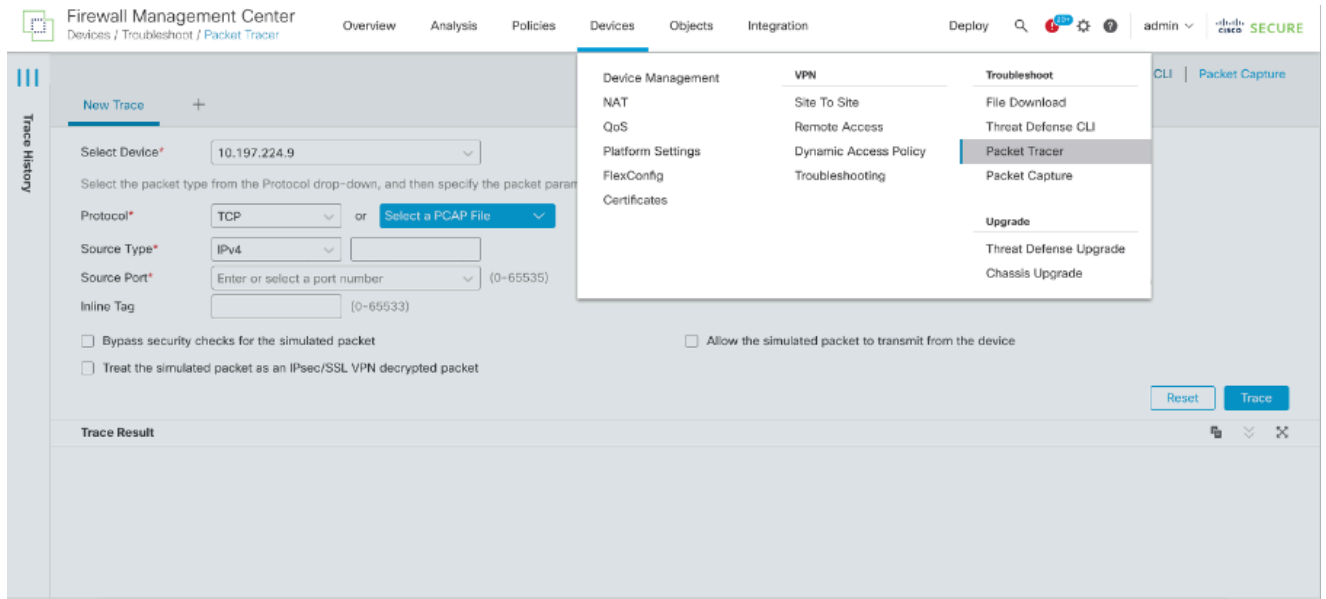 Firewall Management Center
Devices / Troubleshoot / Packet Tracer
Overview Analysis Policies Devices Objects Integration Deploy 20+ ? admin cisco SECURE
Device Management
NAT
QoS
Platform Settings
FlexConfig
Certificates
VPN
Site To Site
Remote Access
Dynamic Access Policy
Troubleshooting
Troubleshoot
File Download
Threat Defense CLI
Packet Tracer
Packet Capture
Upgrade
Threat Defense Upgrade
Chassis Upgrade
CLI | Packet Capture
Trace History
New Trace +
Select Device* 10.197.224.9
Select the packet type from the Protocol drop-down, and then specify the packet param
Protocol* TCP or Select a PCAP File
Source Type* IPv4
Source Port* Enter or select a port number (0-65535)
Inline Tag (0-65533)
Bypass security checks for the simulated packet
Allow the simulated packet to transmit from the device
Treat the simulated packet as an IPsec/SSL VPN decrypted packet
Reset Trace
Trace Result